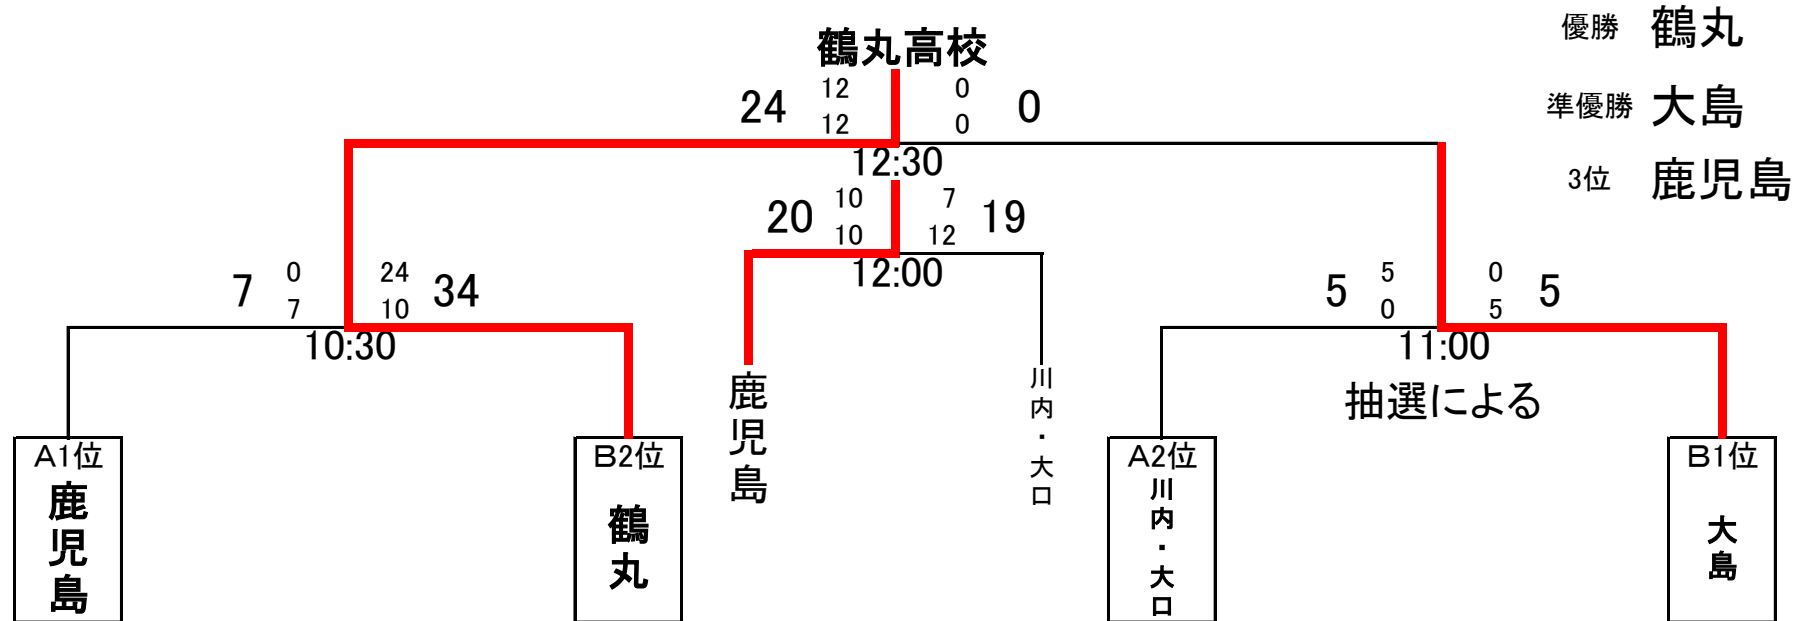 鶴丸高校
優勝 鶴丸
準優勝 大島
3位 鹿児島
24 12 0 0
12 0
12:30
20 10 7 19
10 12
12:00
7 0 24 34
7 10
10:30
5 5 0 5
0 5
11:00
抽選による
鹿児島
川内・大口
A1位
鹿児島
B2位
鶴丸
A2位
川内・大口
B1位
大島